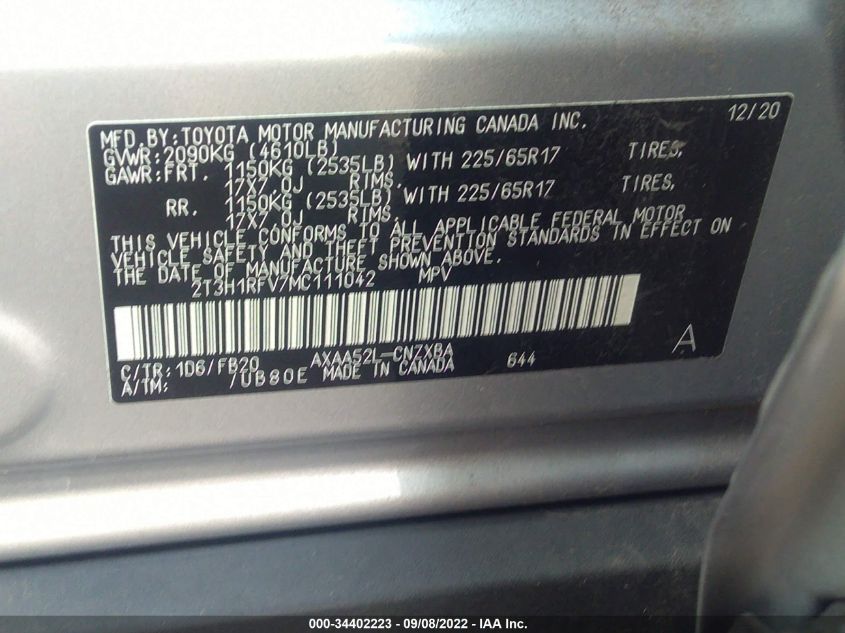 12/20
MFD.BY:TOYOTA MOTOR MANUFACTURING CANADA INC.
GVWR:2090KG (4610LB)
GAWR:FRT. 1150KG (2535LB) WITH 225/65R17 TIRES,
17X7.0J RIMS,
RR. 1150KG (2535LB) WITH 225/65R17 TIRES,
17X7.0J RIMS,
THIS VEHICLE CONFORMS TO ALL APPLICABLE FEDERAL MOTOR
VEHICLE SAFETY AND THEFT PREVENTION STANDARDS IN EFFECT ON
THE DATE OF MANUFACTURE SHOWN ABOVE.
2T3H1RFV7MC111042 MPV
A
C/TR:1D6/FB20 AXAA52L-CNZXBA 644
A/TM: /UB80E MADE IN CANADA
000-34402223 - 09/08/2022 - IAA Inc.